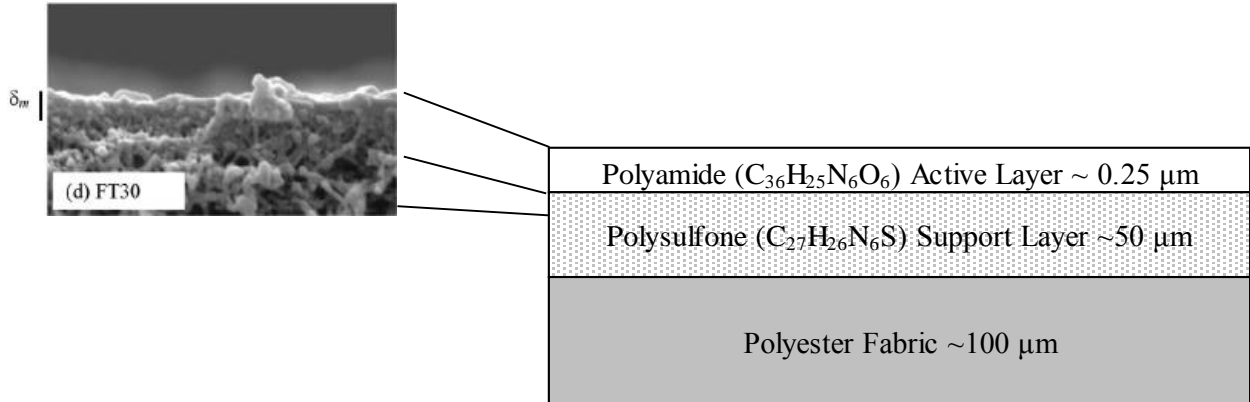 δₘ
(d) FT30
Polyamide (C₃₆H₂₅N₆O₆) Active Layer ~ 0.25 µm
Polysulfone (C₂₇H₂₆N₆S) Support Layer ~50 µm
Polyester Fabric ~100 µm